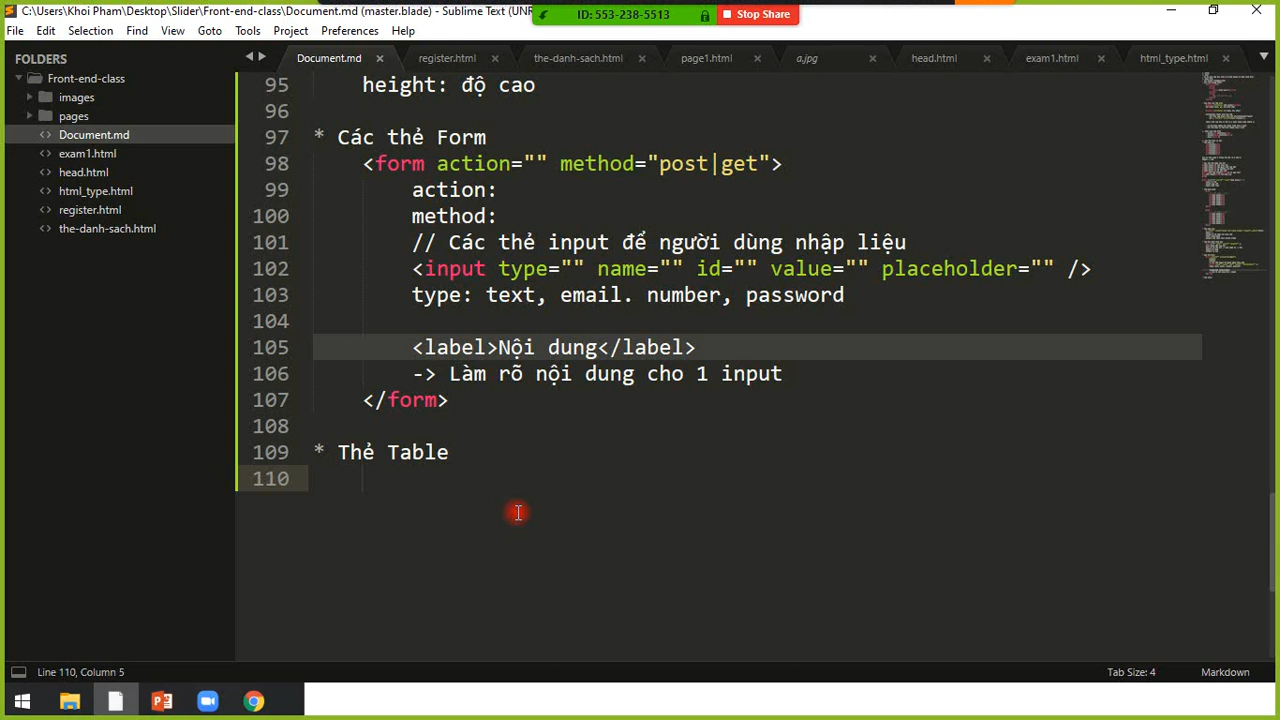 C:\Users\Khoi Pham\Desktop\Slider\Front-end-class\Document.md (master.blade) - Sublime Text (UNR
ID: 553-238-5513
Stop Share
File Edit Selection Find View Goto Tools Project Preferences Help
FOLDERS
Front-end-class
images
pages
Document.md
exam1.html
head.html
html_type.html
register.html
the-danh-sach.html
Document.md register.html the-danh-sach.html page1.html a.jpg head.html exam1.html html_type.html
95 height: độ cao
96
97 * Các thẻ Form
98 <form action="" method="post|get">
99 action:
100 method:
101 // Các thẻ input để người dùng nhập liệu
102 <input type="" name="" id="" value="" placeholder="" />
103 type: text, email. number, password
104
105 <label>Nội dung</label>
106 -> Làm rõ nội dung cho 1 input
107 </form>
108
109 * Thẻ Table
110
Line 110, Column 5
Tab Size: 4
Markdown